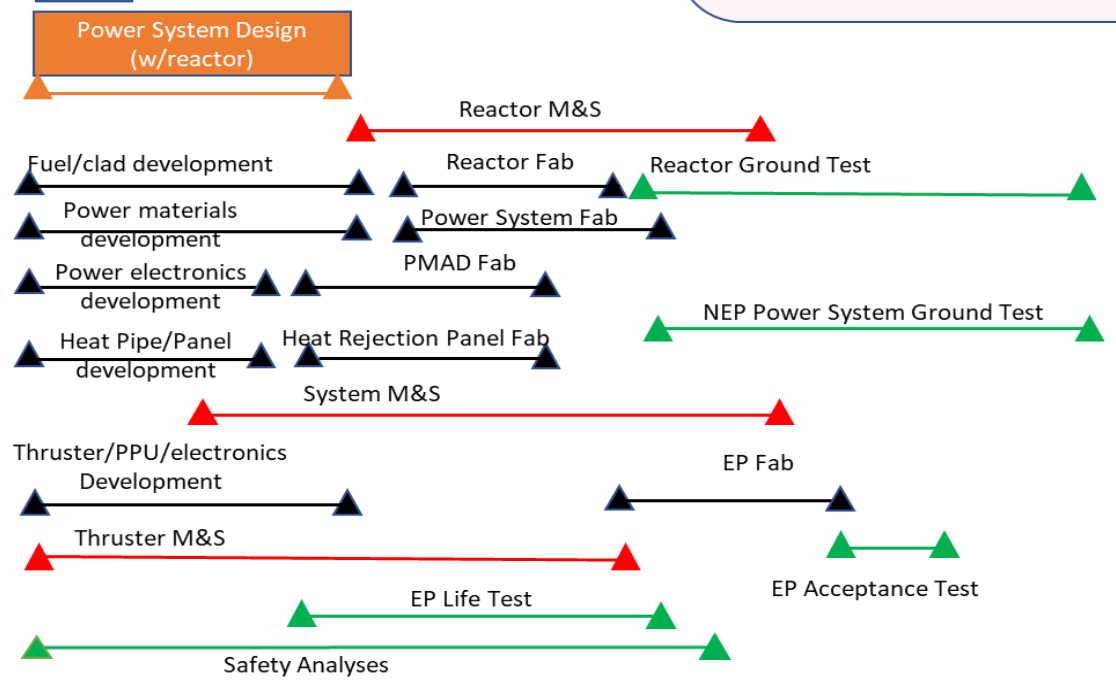 Power System Design
(w/reactor)
Reactor M&S
Fuel/clad development
Reactor Fab
Reactor Ground Test
Power materials
development
Power System Fab
Power electronics
development
PMAD Fab
NEP Power System Ground Test
Heat Pipe/Panel
development
Heat Rejection Panel Fab
System M&S
Thruster/PPU/electronics
Development
EP Fab
Thruster M&S
EP Acceptance Test
EP Life Test
Safety Analyses